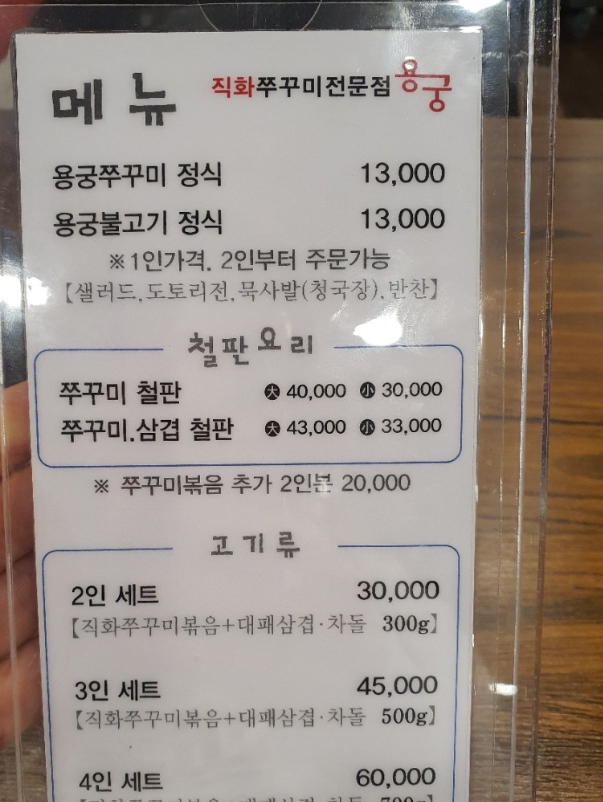 메뉴 직화쭈꾸미전문점 용궁
용궁쭈꾸미 정식 13,000
용궁불고기 정식 13,000
※1인가격. 2인부터 주문가능
【샐러드.도토리전.묵사발(청국장).반찬】
철판요리
쭈꾸미 철판 大 40,000 小 30,000
쭈꾸미.삼겹 철판 大 43,000 小 33,000
※ 쭈꾸미볶음 추가 2인분 20,000
고기류
2인 세트 30,000
【직화쭈꾸미볶음+대패삼겹·차돌 300g】
3인 세트 45,000
【직화쭈꾸미볶음+대패삼겹·차돌 500g】
4인 세트 60,000